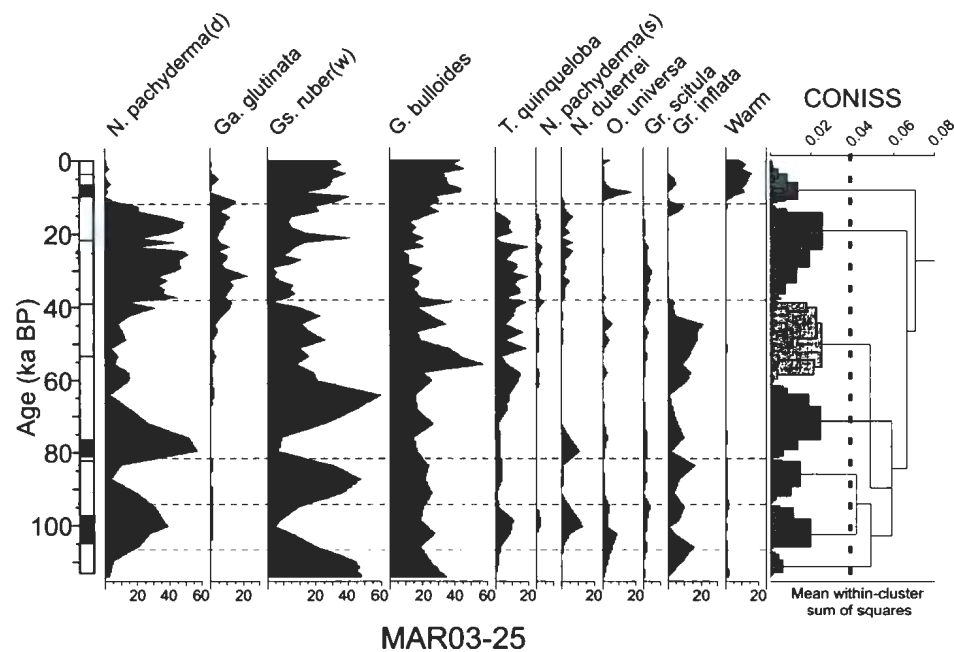 N. pachyderma(d)
Ga. glutinata
Gs. ruber(w)
G. bulloides
T. quinqueloba
N. pachyderma(s)
N. dutertrei
O. universa
Gr. scitula
Gr. inflata
Warm
CONISS
0.02 0.04 0.06 0.08
Age (ka BP)
0
20
40
60
80
100
20 40 60 20 20 40 60 20 40 60 20 20 20 20 20
Mean within-cluster
sum of squares
MAR03-25